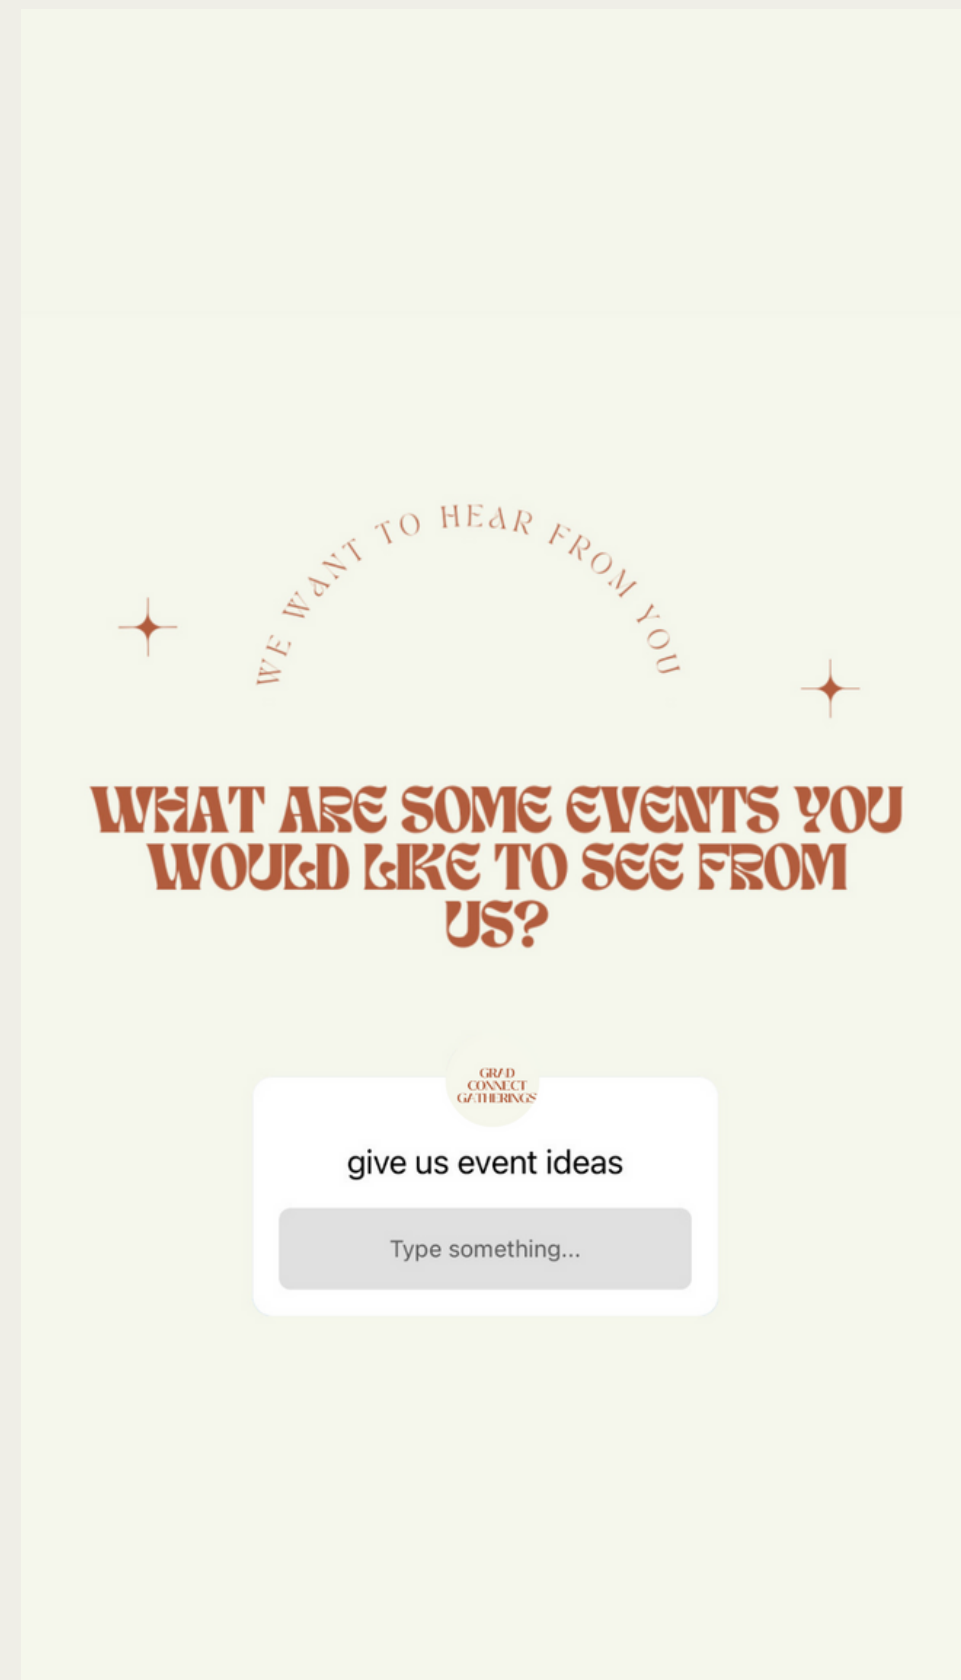 WE WANT TO HEAR FROM YOU
WHAT ARE SOME EVENTS YOU
WOULD LIKE TO SEE FROM
US?
GRAD
CONNECT
GATHERINGS
give us event ideas
Type something...